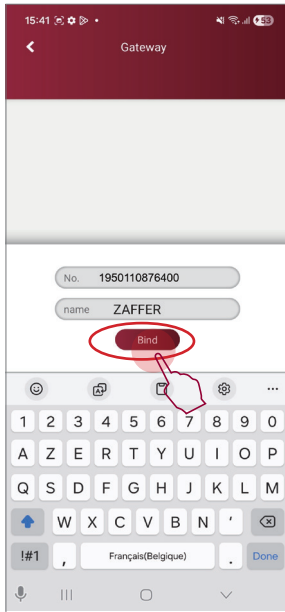 15:41 53
Gateway
No. 1950110876400
name ZAFFER
Bind
1 2 3 4 5 6 7 8 9 0
A Z E R T Y U I O P
Q S D F G H J K L M
W X C V B N '
!#1 , Français(Belgique) . Done